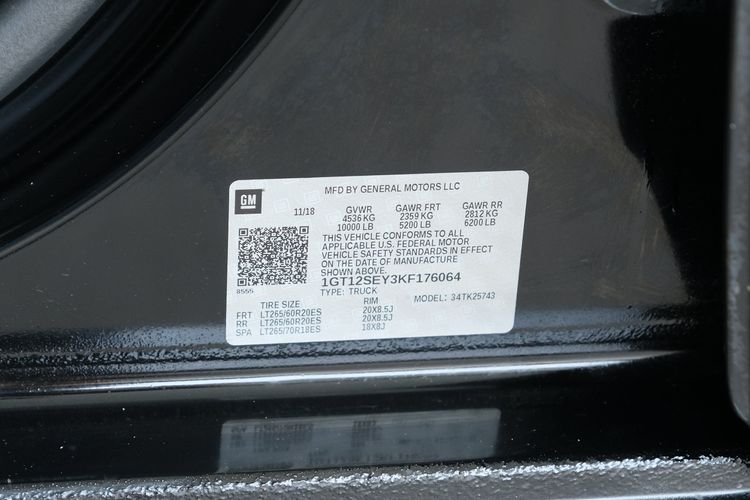 GM
MFD BY GENERAL MOTORS LLC
11/18 GVWR GAWR FRT GAWR RR
4536 KG 2359 KG 2812 KG
10000 LB 5200 LB 6200 LB
THIS VEHICLE CONFORMS TO ALL
APPLICABLE U.S. FEDERAL MOTOR
VEHICLE SAFETY STANDARDS IN EFFECT
ON THE DATE OF MANUFACTURE
SHOWN ABOVE.
1GT12SEY3KF176064
8555 TYPE: TRUCK MODEL: 34TK25743
TIRE SIZE RIM
FRT LT265/60R20ES 20X8.5J
RR LT265/60R20ES 20X8.5J
SPA LT265/70R18ES 18X8J